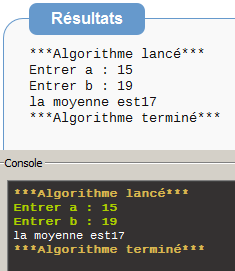 Résultats
***Algorithme lancé***
Entrer a : 15
Entrer b : 19
la moyenne est17
***Algorithme terminé***
Console
***Algorithme lancé***
Entrer a : 15
Entrer b : 19
la moyenne est17
***Algorithme terminé***